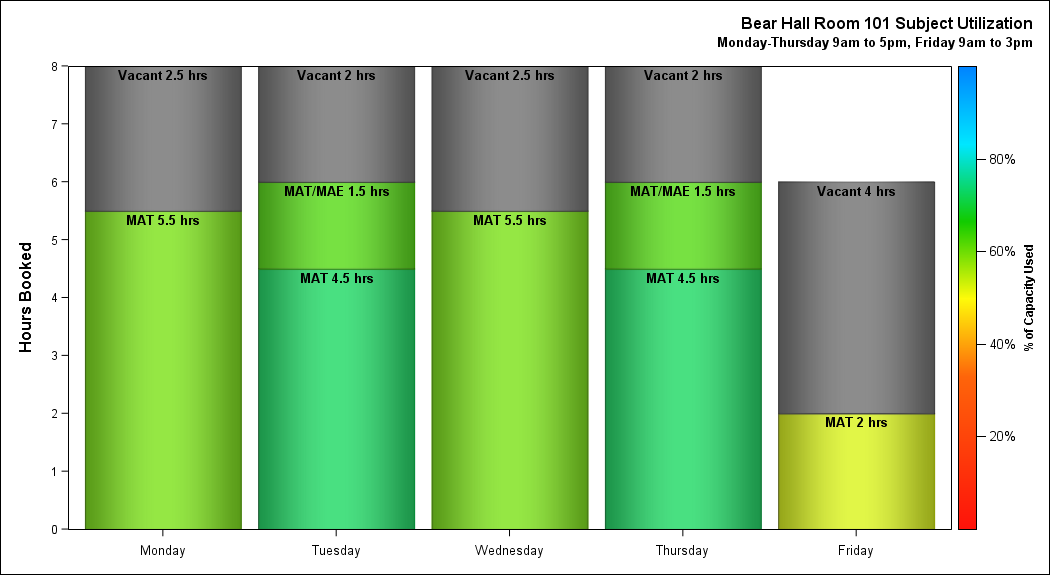 Bear Hall Room 101 Subject Utilization
Monday-Thursday 9am to 5pm, Friday 9am to 3pm
Hours Booked
8
7
6
5
4
3
2
1
0
Vacant 2.5 hrs
MAT 5.5 hrs
Vacant 2 hrs
MAT/MAE 1.5 hrs
MAT 4.5 hrs
Vacant 2.5 hrs
MAT 5.5 hrs
Vacant 2 hrs
MAT/MAE 1.5 hrs
MAT 4.5 hrs
Vacant 4 hrs
MAT 2 hrs
Monday
Tuesday
Wednesday
Thursday
Friday
80%
60%
40%
20%
% of Capacity Used